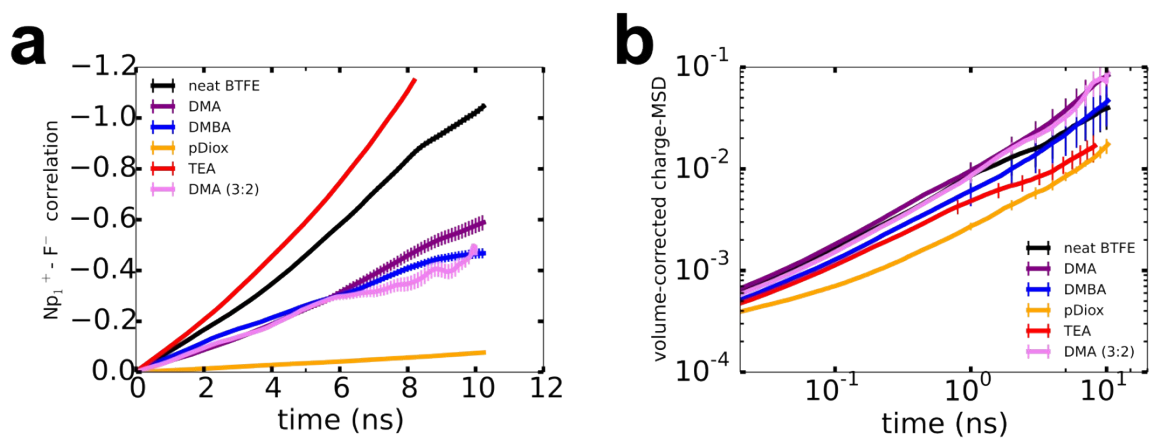 a
Np₁⁺ - F⁻ correlation
−1.2
−1.0
−0.8
−0.6
−0.4
−0.2
0.0
0 2 4 6 8 10 12
time (ns)
neat BTFE
DMA
DMBA
pDiox
TEA
DMA (3:2)
b
volume-corrected charge-MSD
10⁻¹
10⁻²
10⁻³
10⁻⁴
10⁻¹ 10⁰ 10¹
time (ns)
neat BTFE
DMA
DMBA
pDiox
TEA
DMA (3:2)